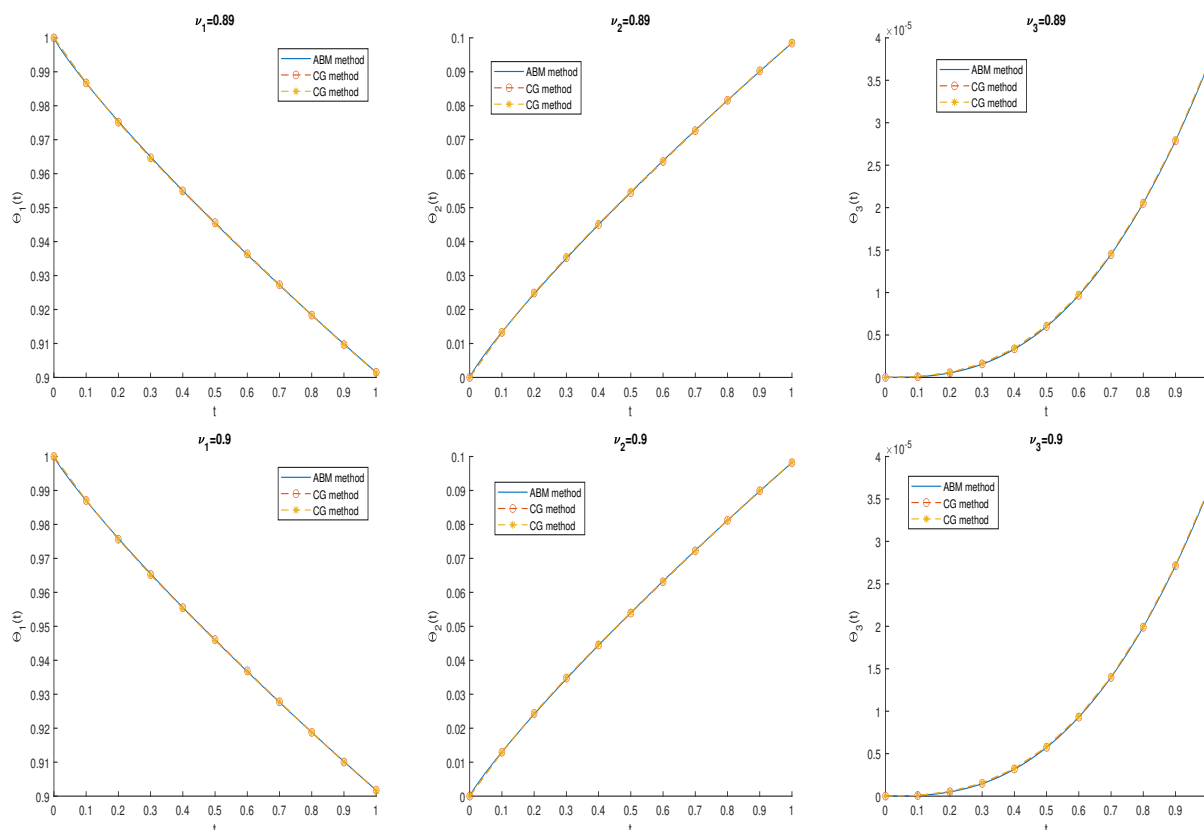 ν1=0.89
1
0.99
0.98
0.97
0.96
0.95
0.94
0.93
0.92
0.91
0.9
Θ1(t)
ABM method
CG method
CG method
0 0.1 0.2 0.3 0.4 0.5 0.6 0.7 0.8 0.9 1
t
ν2=0.89
0.1
0.09
0.08
0.07
0.06
0.05
0.04
0.03
0.02
0.01
0
Θ2(t)
ABM method
CG method
CG method
0 0.1 0.2 0.3 0.4 0.5 0.6 0.7 0.8 0.9 1
t
ν3=0.89
×10-5
4
3.5
3
2.5
2
1.5
1
0.5
0
Θ3(t)
ABM method
CG method
CG method
0 0.1 0.2 0.3 0.4 0.5 0.6 0.7 0.8 0.9
t
ν1=0.9
1
0.99
0.98
0.97
0.96
0.95
0.94
0.93
0.92
0.91
0.9
Θ1(t)
ABM method
CG method
CG method
0 0.1 0.2 0.3 0.4 0.5 0.6 0.7 0.8 0.9 1
t
ν2=0.9
0.1
0.09
0.08
0.07
0.06
0.05
0.04
0.03
0.02
0.01
0
Θ2(t)
ABM method
CG method
CG method
0 0.1 0.2 0.3 0.4 0.5 0.6 0.7 0.8 0.9 1
t
ν3=0.9
×10-5
4
3.5
3
2.5
2
1.5
1
0.5
0
Θ3(t)
ABM method
CG method
CG method
0 0.1 0.2 0.3 0.4 0.5 0.6 0.7 0.8 0.9
t